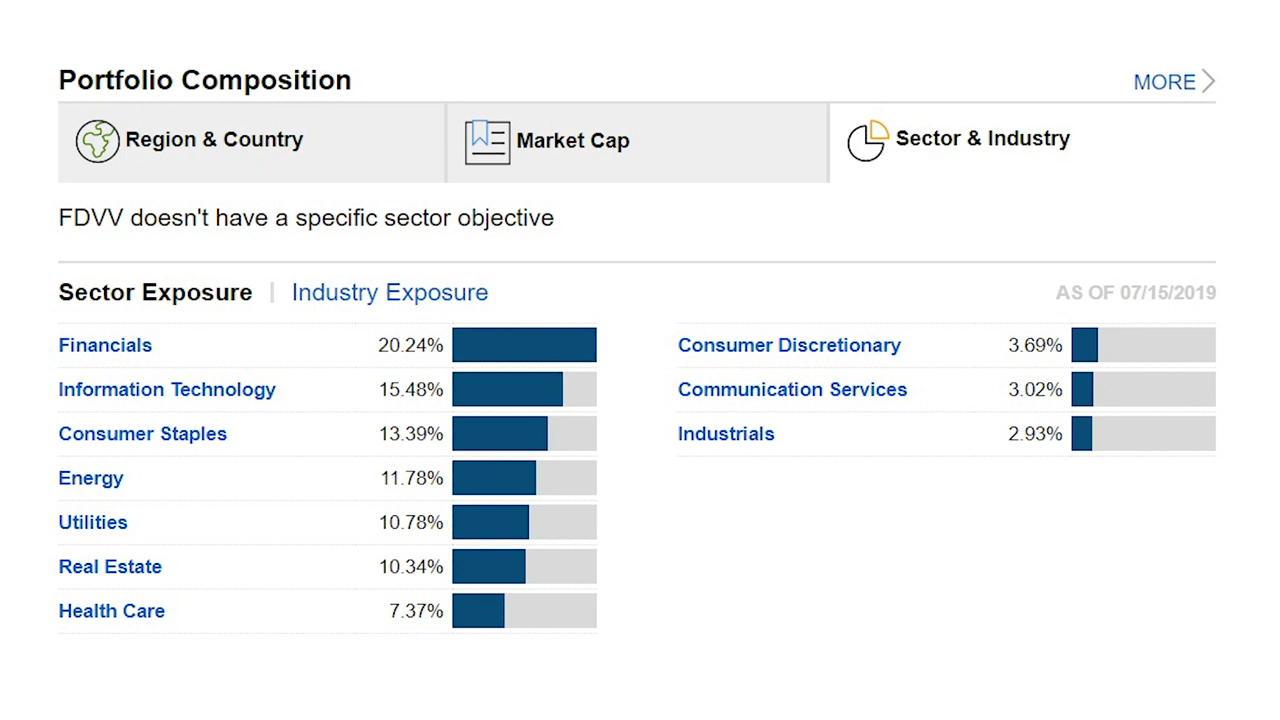 Portfolio Composition
MORE
Region & Country
Market Cap
Sector & Industry
FDVV doesn't have a specific sector objective
Sector Exposure | Industry Exposure
AS OF 07/15/2019
Financials 20.24%
Information Technology 15.48%
Consumer Staples 13.39%
Energy 11.78%
Utilities 10.78%
Real Estate 10.34%
Health Care 7.37%
Consumer Discretionary 3.69%
Communication Services 3.02%
Industrials 2.93%